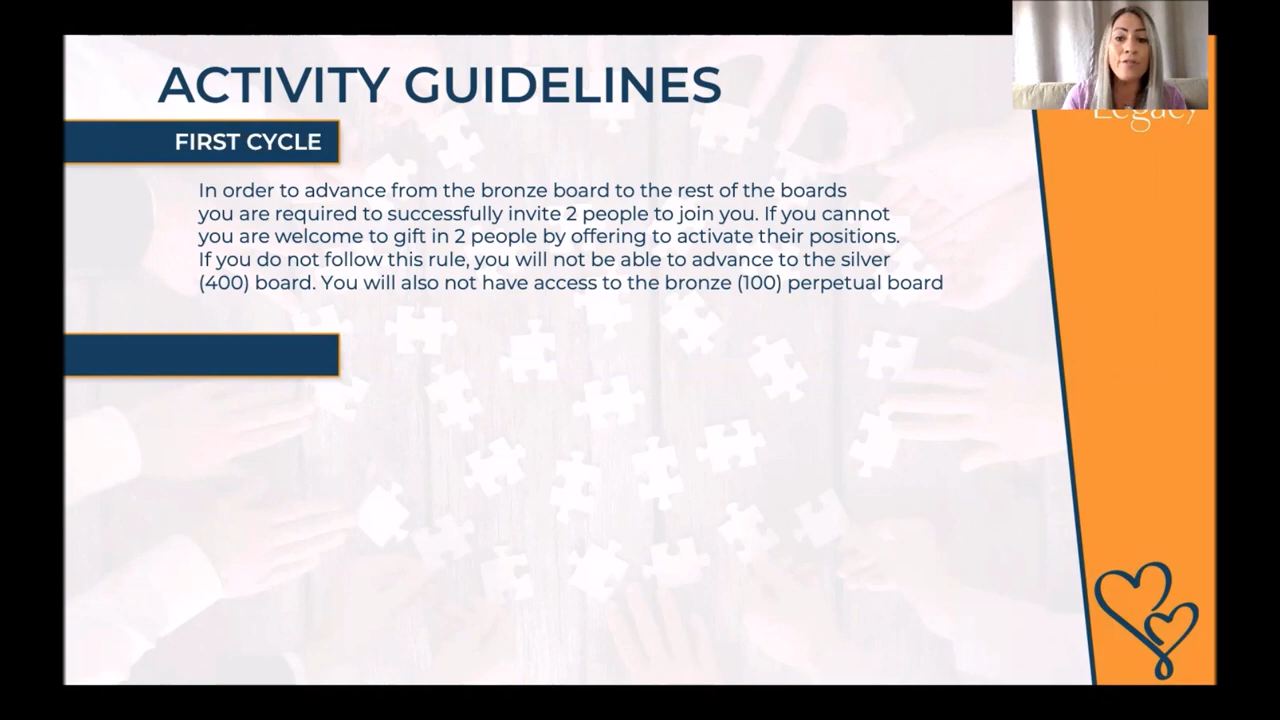 ACTIVITY GUIDELINES
FIRST CYCLE
In order to advance from the bronze board to the rest of the boards
you are required to successfully invite 2 people to join you. If you cannot
you are welcome to gift in 2 people by offering to activate their positions.
If you do not follow this rule, you will not be able to advance to the silver
(400) board. You will also not have access to the bronze (100) perpetual board
Legacy